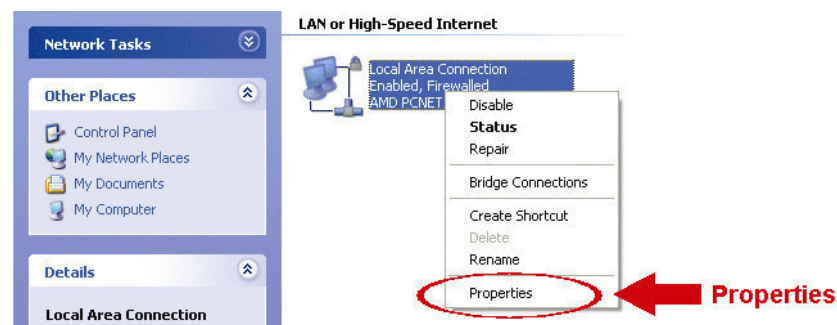 Network Tasks
Other Places
Control Panel
My Network Places
My Documents
My Computer
Details
Local Area Connection
LAN or High-Speed Internet
Local Area Connection
Enabled, Firewalled
AMD PCNET
Disable
Status
Repair
Bridge Connections
Create Shortcut
Delete
Rename
Properties
Properties